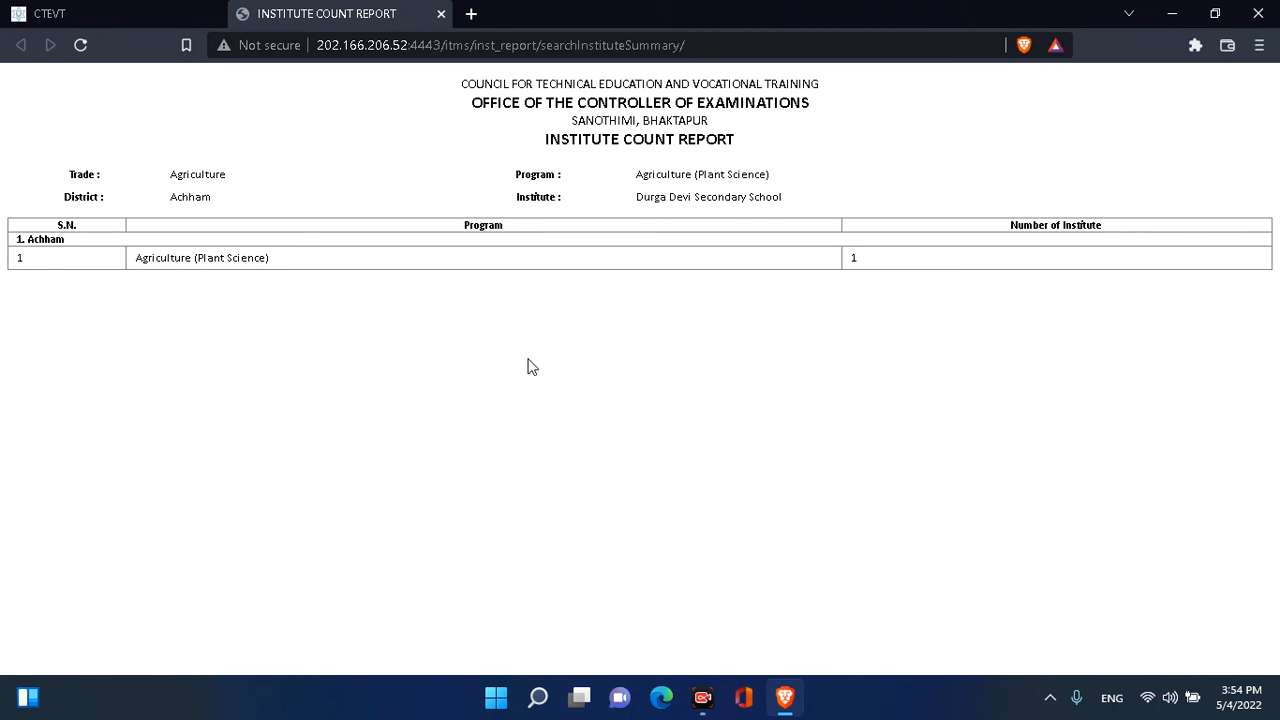 CTEVT
INSTITUTE COUNT REPORT
Not secure 202.166.206.52:4443/itms/inst_report/searchInstituteSummary/
COUNCIL FOR TECHNICAL EDUCATION AND VOCATIONAL TRAINING
OFFICE OF THE CONTROLLER OF EXAMINATIONS
SANOTHIMI, BHAKTAPUR
INSTITUTE COUNT REPORT
Trade : Agriculture Program : Agriculture (Plant Science)
District : Achham Institute : Durga Devi Secondary School
S.N. Program Number of Institute
1. Achham
1 Agriculture (Plant Science) 1
ENG
3:54 PM
5/4/2022